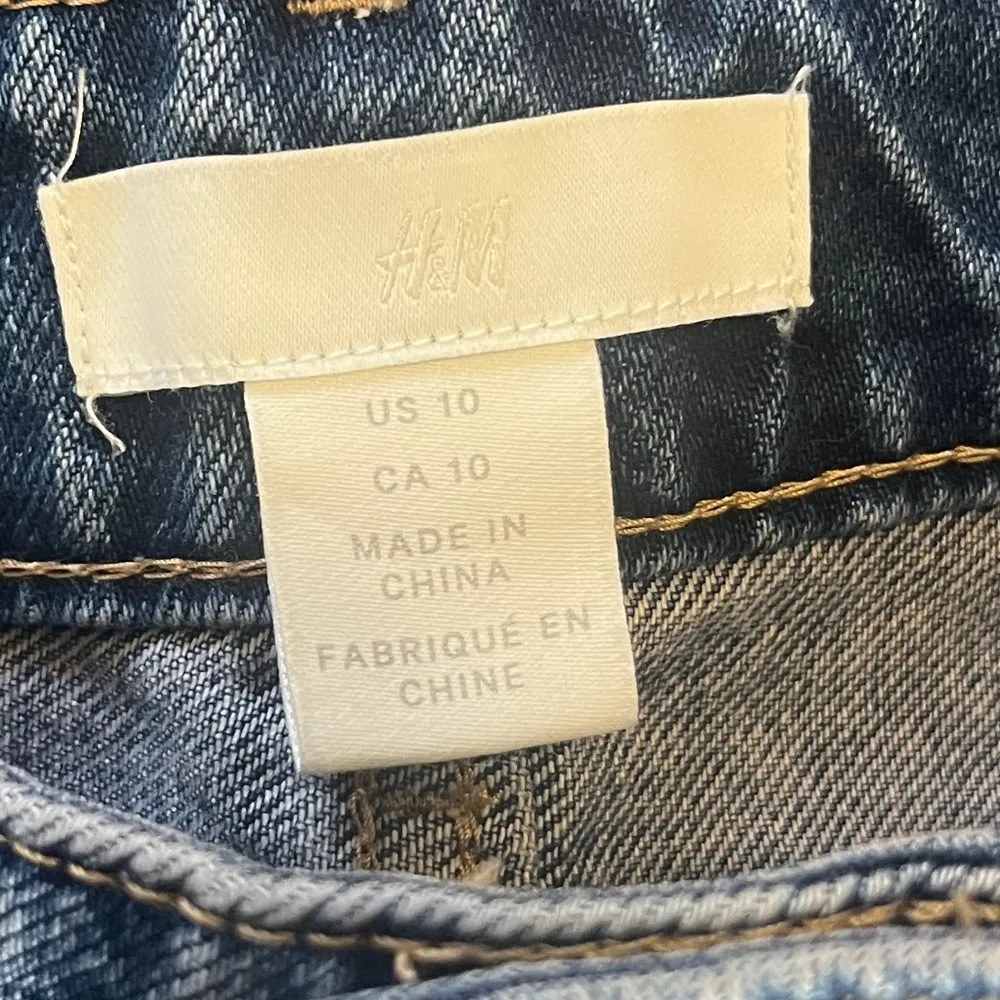 H&M
US 10
CA 10
MADE IN
CHINA
FABRIQUÉ EN
CHINE